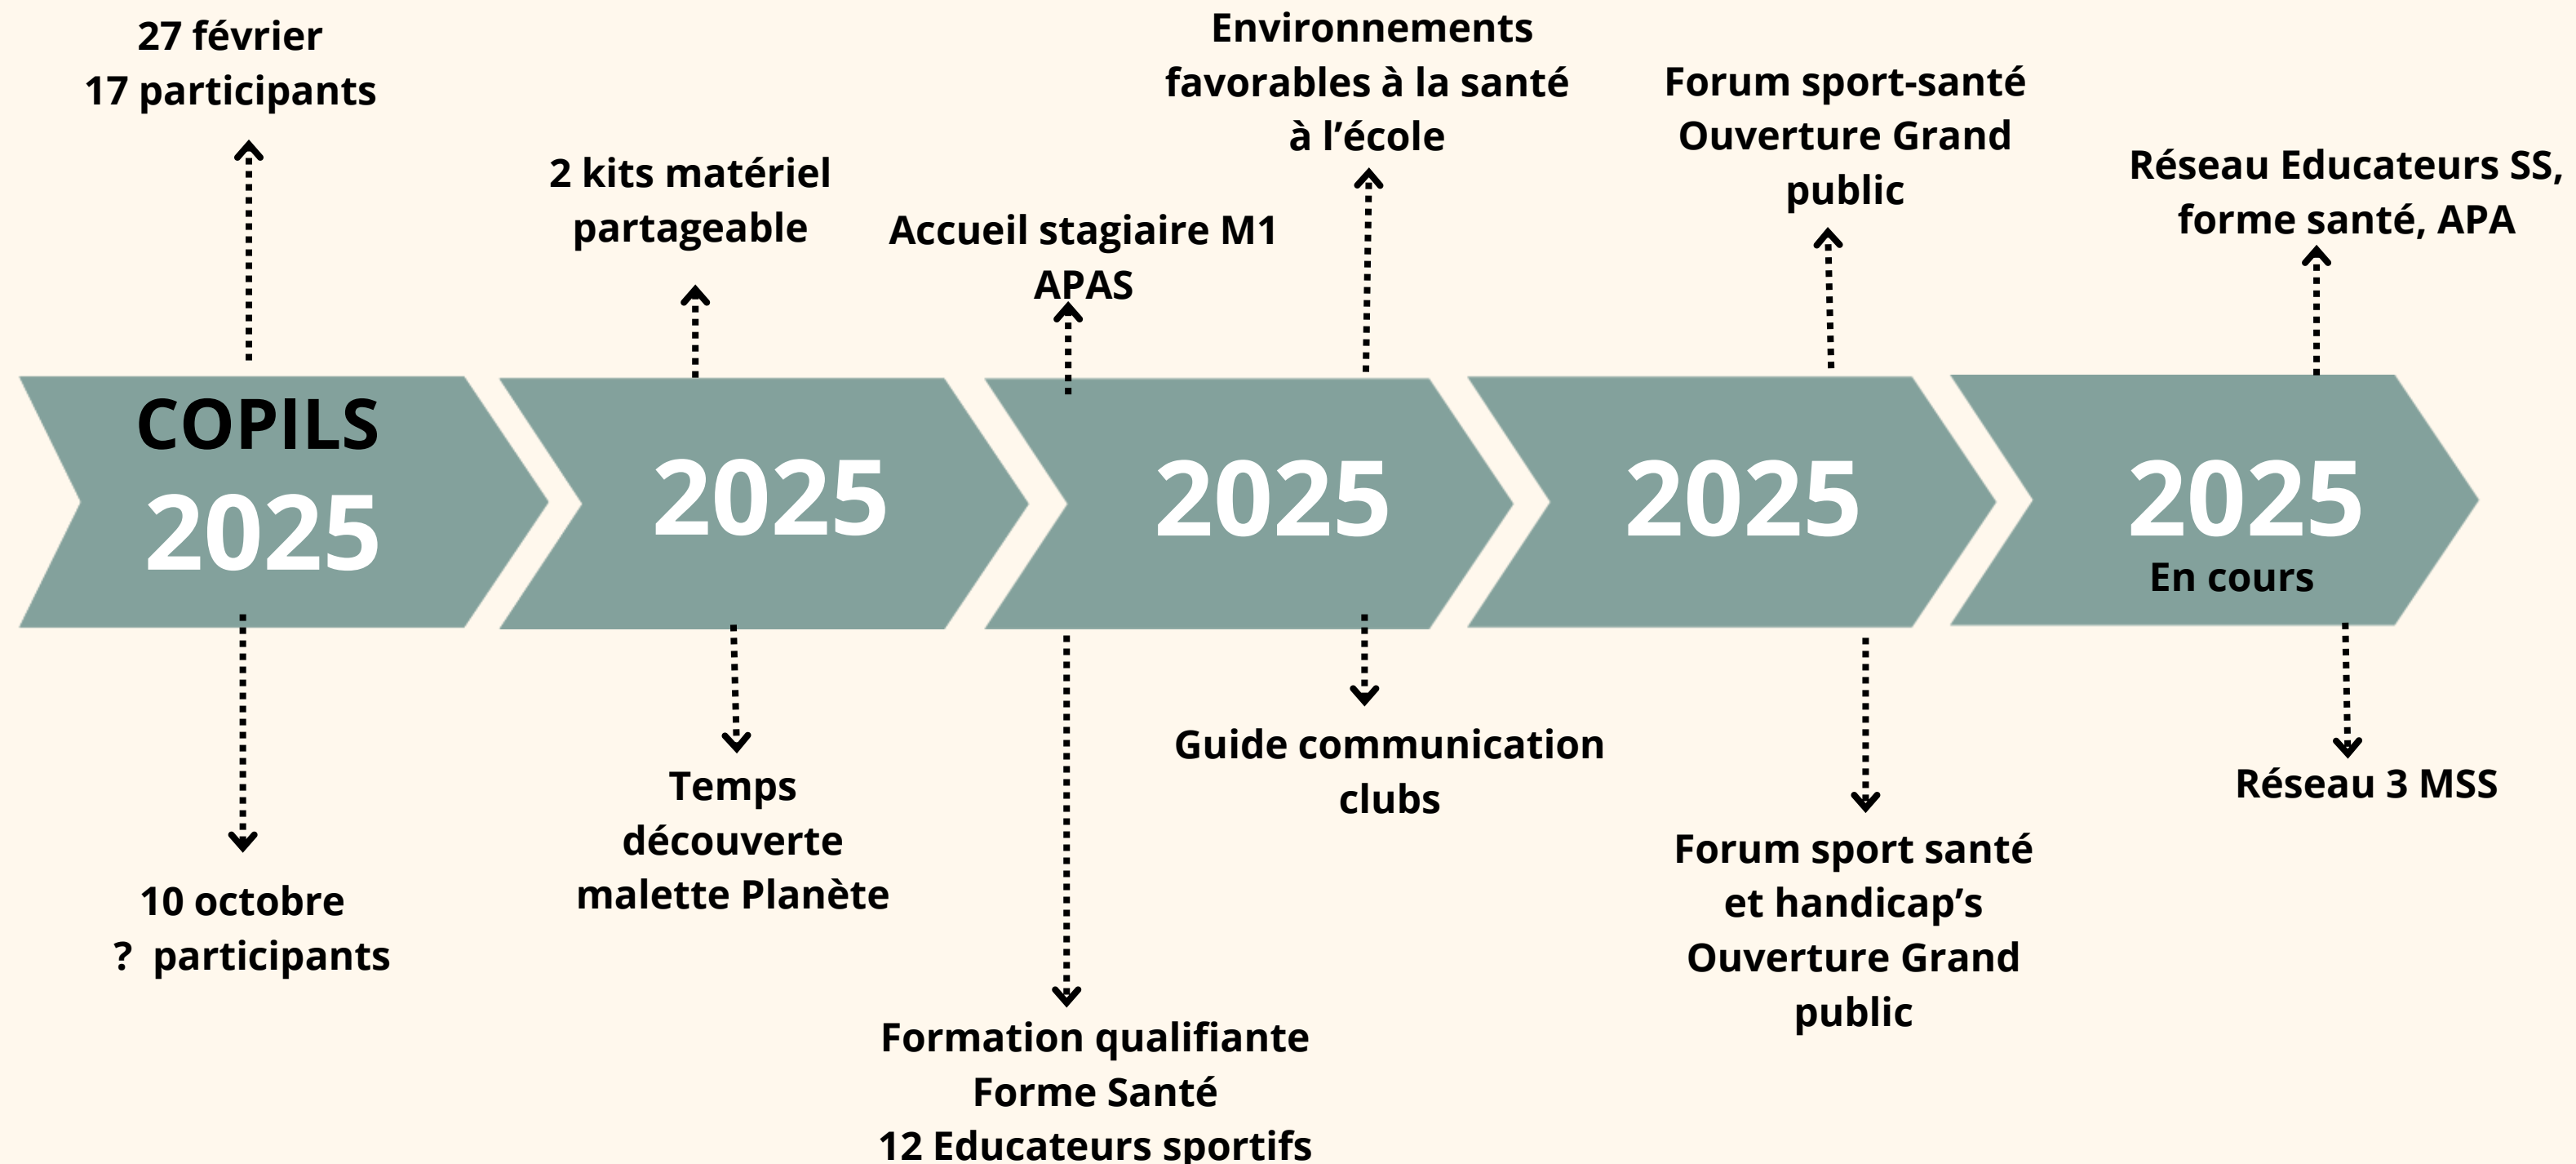 27 février
17 participants
COPILS
2025
10 octobre
? participants
2 kits matériel
partageable
2025
Temps
découverte
malette Planète
Accueil stagiaire M1
APAS
Environnements
favorables à la santé
à l’école
2025
Formation qualifiante
Forme Santé
12 Educateurs sportifs
Guide communication
clubs
Forum sport-santé
Ouverture Grand
public
2025
Forum sport santé
et handicap’s
Ouverture Grand
public
Réseau Educateurs SS,
forme santé, APA
2025
En cours
Réseau 3 MSS